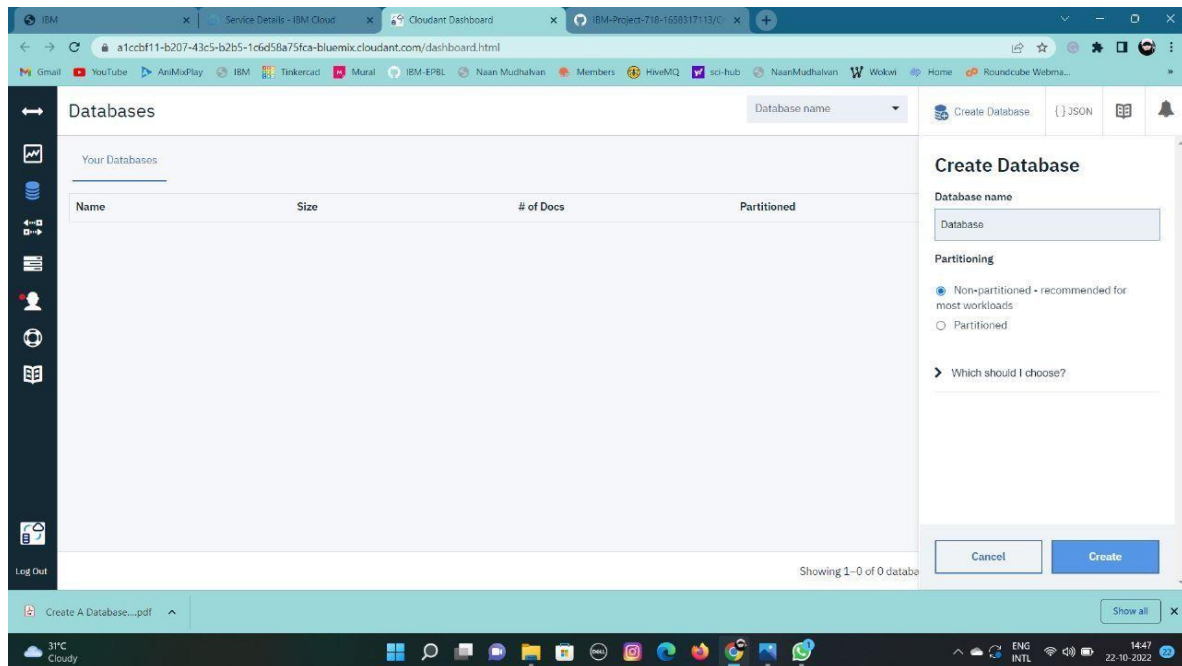 IBM
Service Details - IBM Cloud
Cloudant Dashboard
IBM-Project-718-1658317113/C
a1ccbf11-b207-43c5-b2b5-1c6d58a75fca-bluemix.cloudant.com/dashboard.html
Gmail YouTube AniMixPlay IBM Tinkercad Mural IBM-EPBL Naan Mudhalvan Members HiveMQ sci-hub NaanMudhalvan Wokwi Home Roundcube Webma...
Databases
Database name
Create Database
{ } JSON
Your Databases
Name Size # of Docs Partitioned
Create Database
Database name
Database
Partitioning
Non-partitioned - recommended for
most workloads
Partitioned
Which should I choose?
Cancel Create
Log Out
Showing 1–0 of 0 databa
Create A Database....pdf
Show all
31°C
Cloudy
DELL
ENG
INTL
14:47
22-10-2022
22